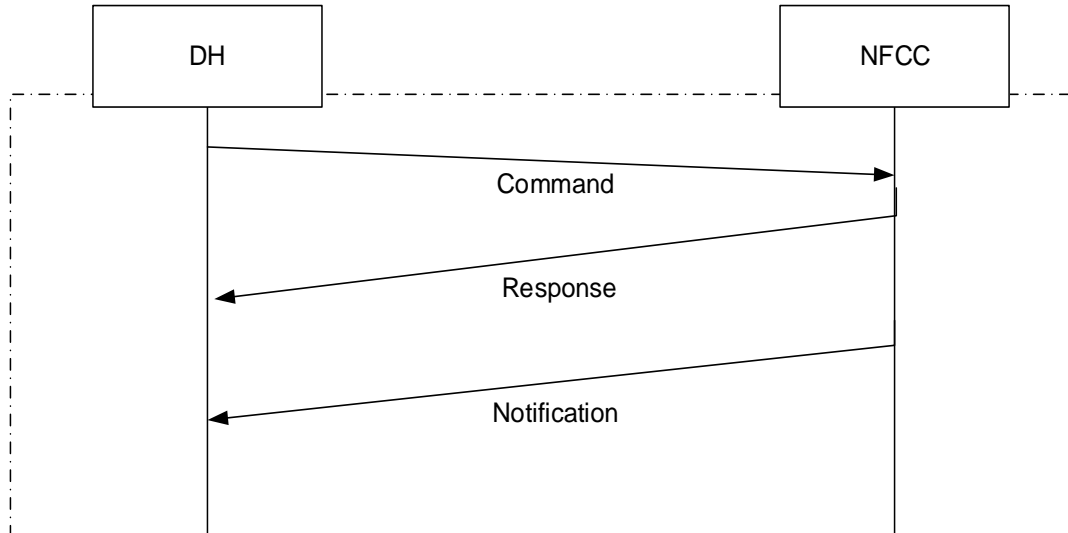 DH
NFCC
Command
Response
Notification